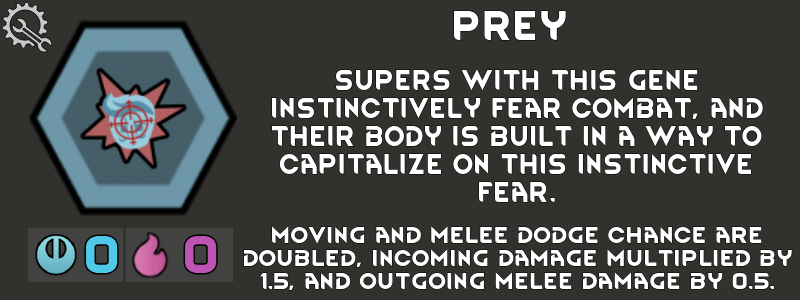 PREY
SUPERS WITH THIS GENE
INSTINCTIVELY FEAR COMBAT, AND
THEIR BODY IS BUILT IN A WAY TO
CAPITALIZE ON THIS INSTINCTIVE
FEAR.
0 0
MOVING AND MELEE DODGE CHANCE ARE
DOUBLED, INCOMING DAMAGE MULTIPLIED BY
1.5, AND OUTGOING MELEE DAMAGE BY 0.5.